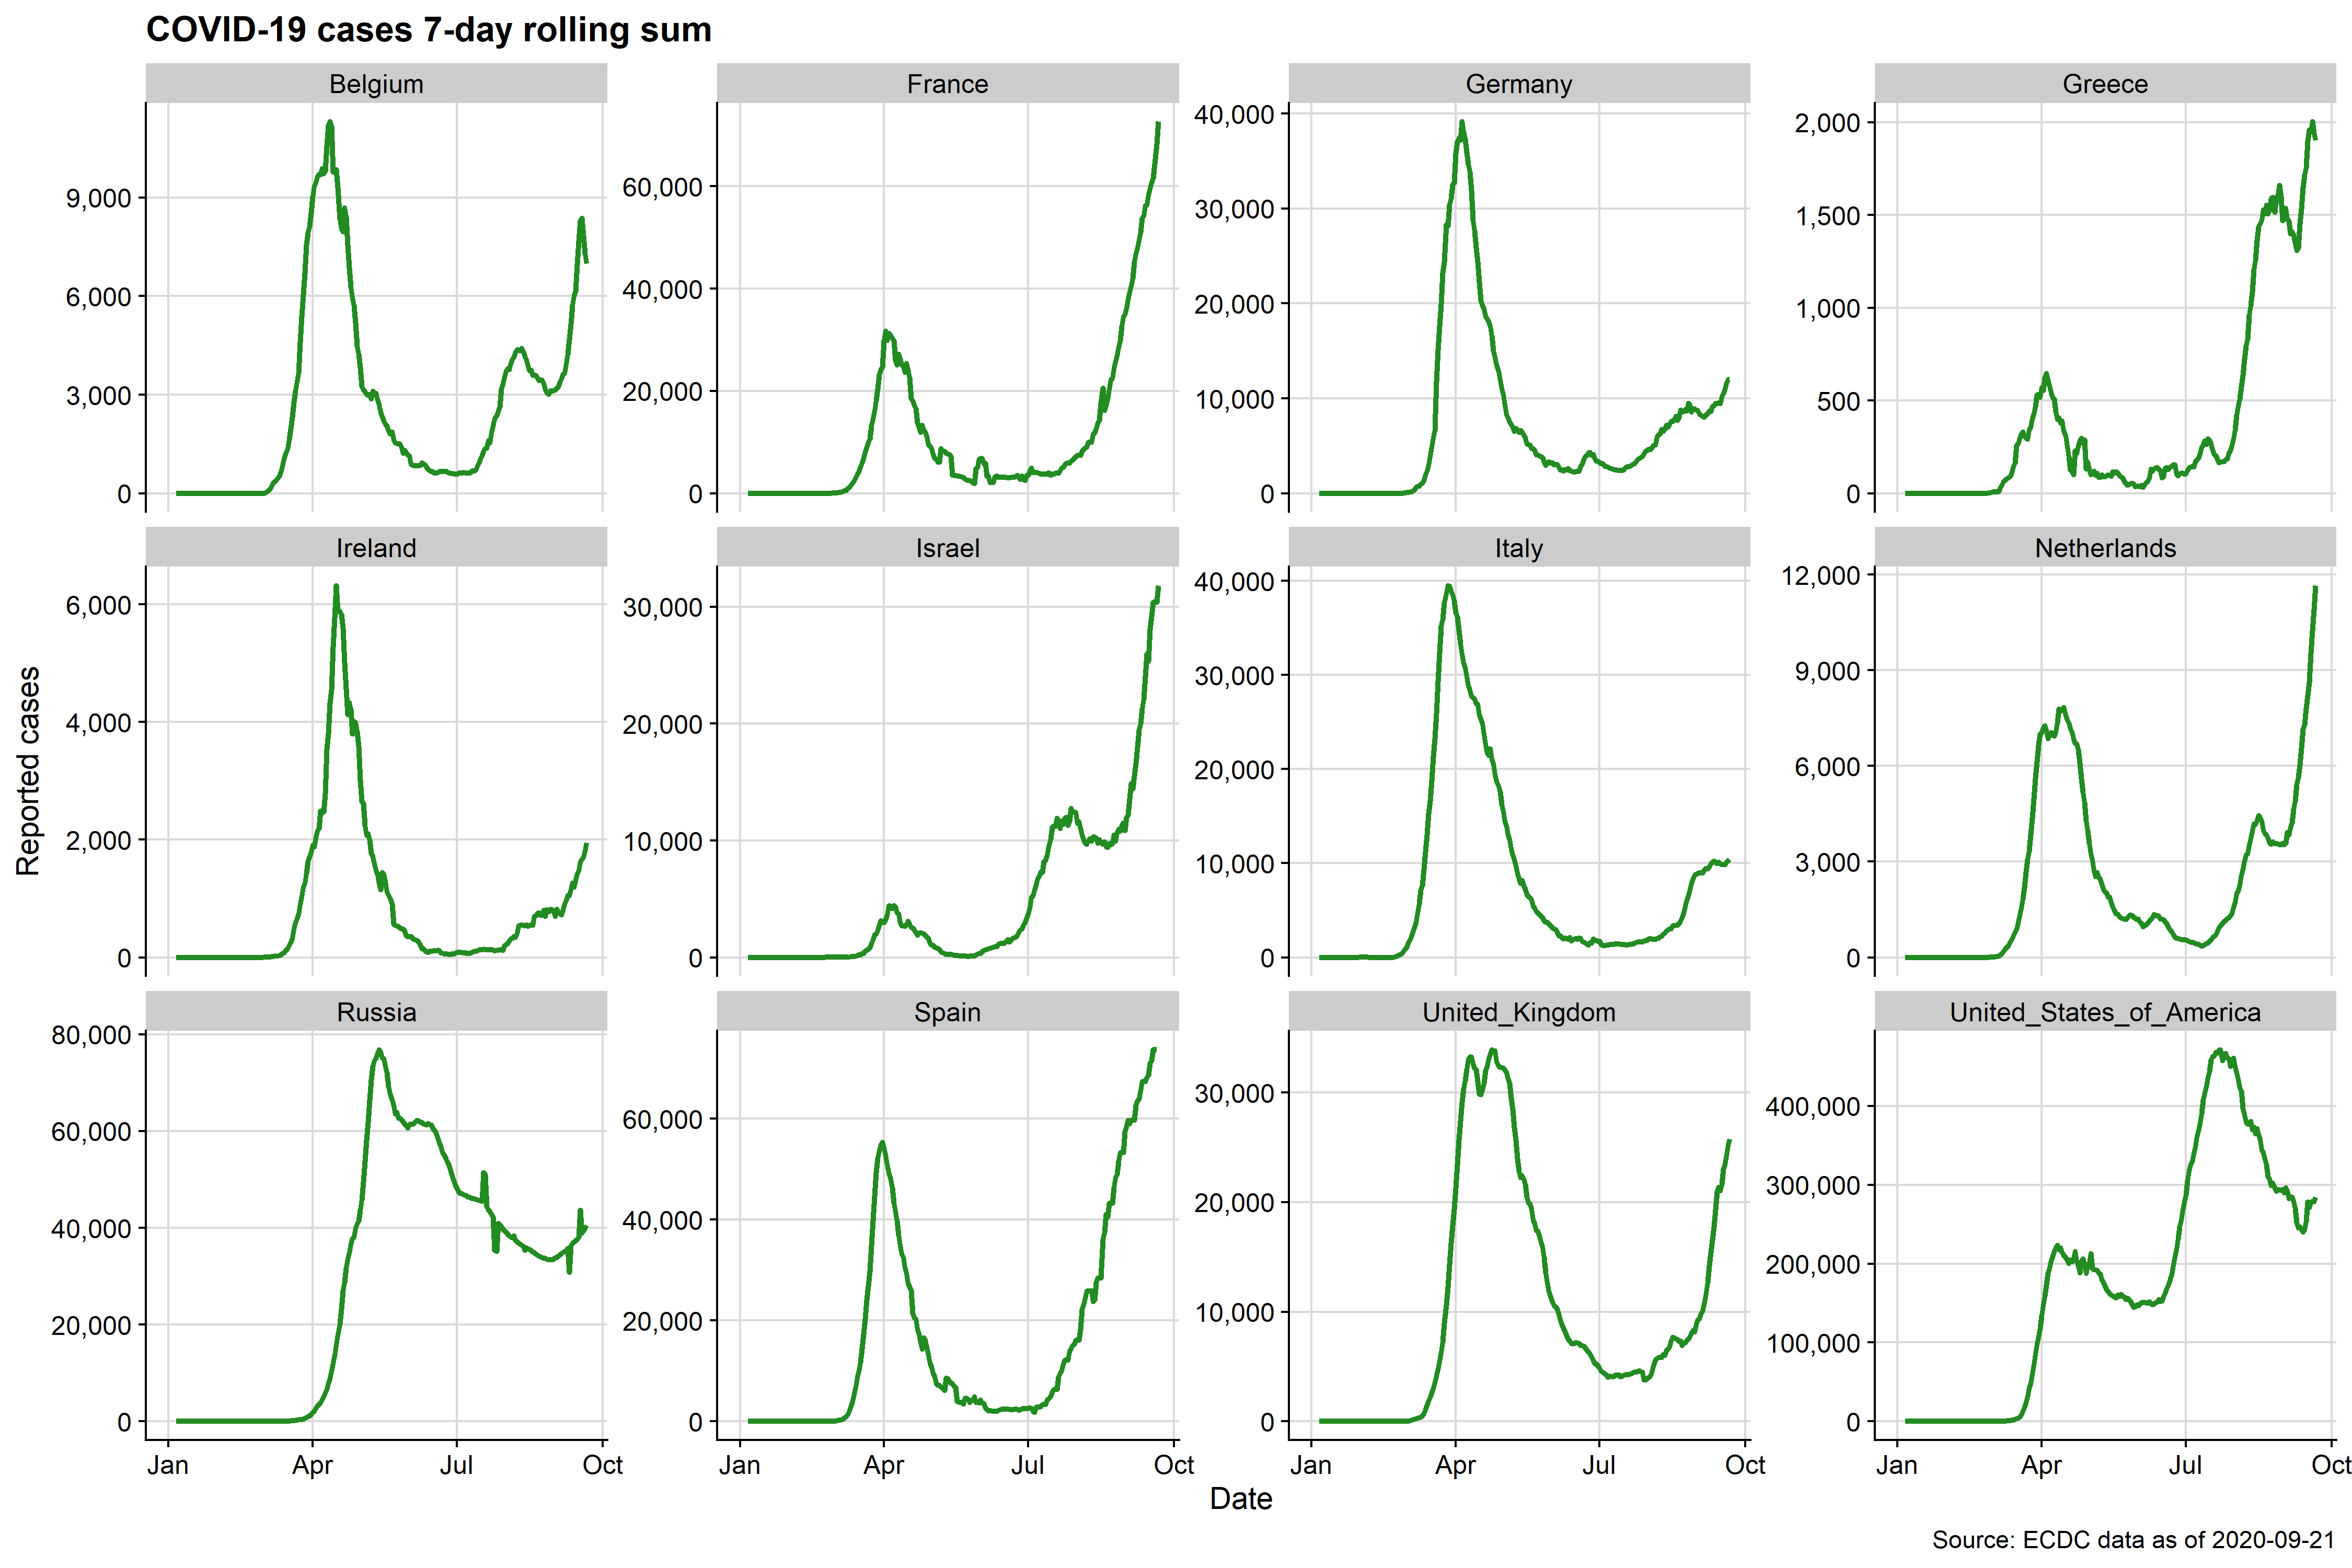 COVID-19 cases 7-day rolling sum
Belgium
France
Germany
Greece
9,000
6,000
3,000
0
60,000
40,000
20,000
0
40,000
30,000
20,000
10,000
0
2,000
1,500
1,000
500
0
Ireland
Israel
Italy
Netherlands
6,000
4,000
2,000
0
30,000
20,000
10,000
0
40,000
30,000
20,000
10,000
0
12,000
9,000
6,000
3,000
0
Reported cases
Russia
Spain
United_Kingdom
United_States_of_America
80,000
60,000
40,000
20,000
0
60,000
40,000
20,000
0
30,000
20,000
10,000
0
400,000
300,000
200,000
100,000
0
Jan Apr Jul Oct
Jan Apr Jul Oct
Jan Apr Jul Oct
Jan Apr Jul Oct
Date
Source: ECDC data as of 2020-09-21